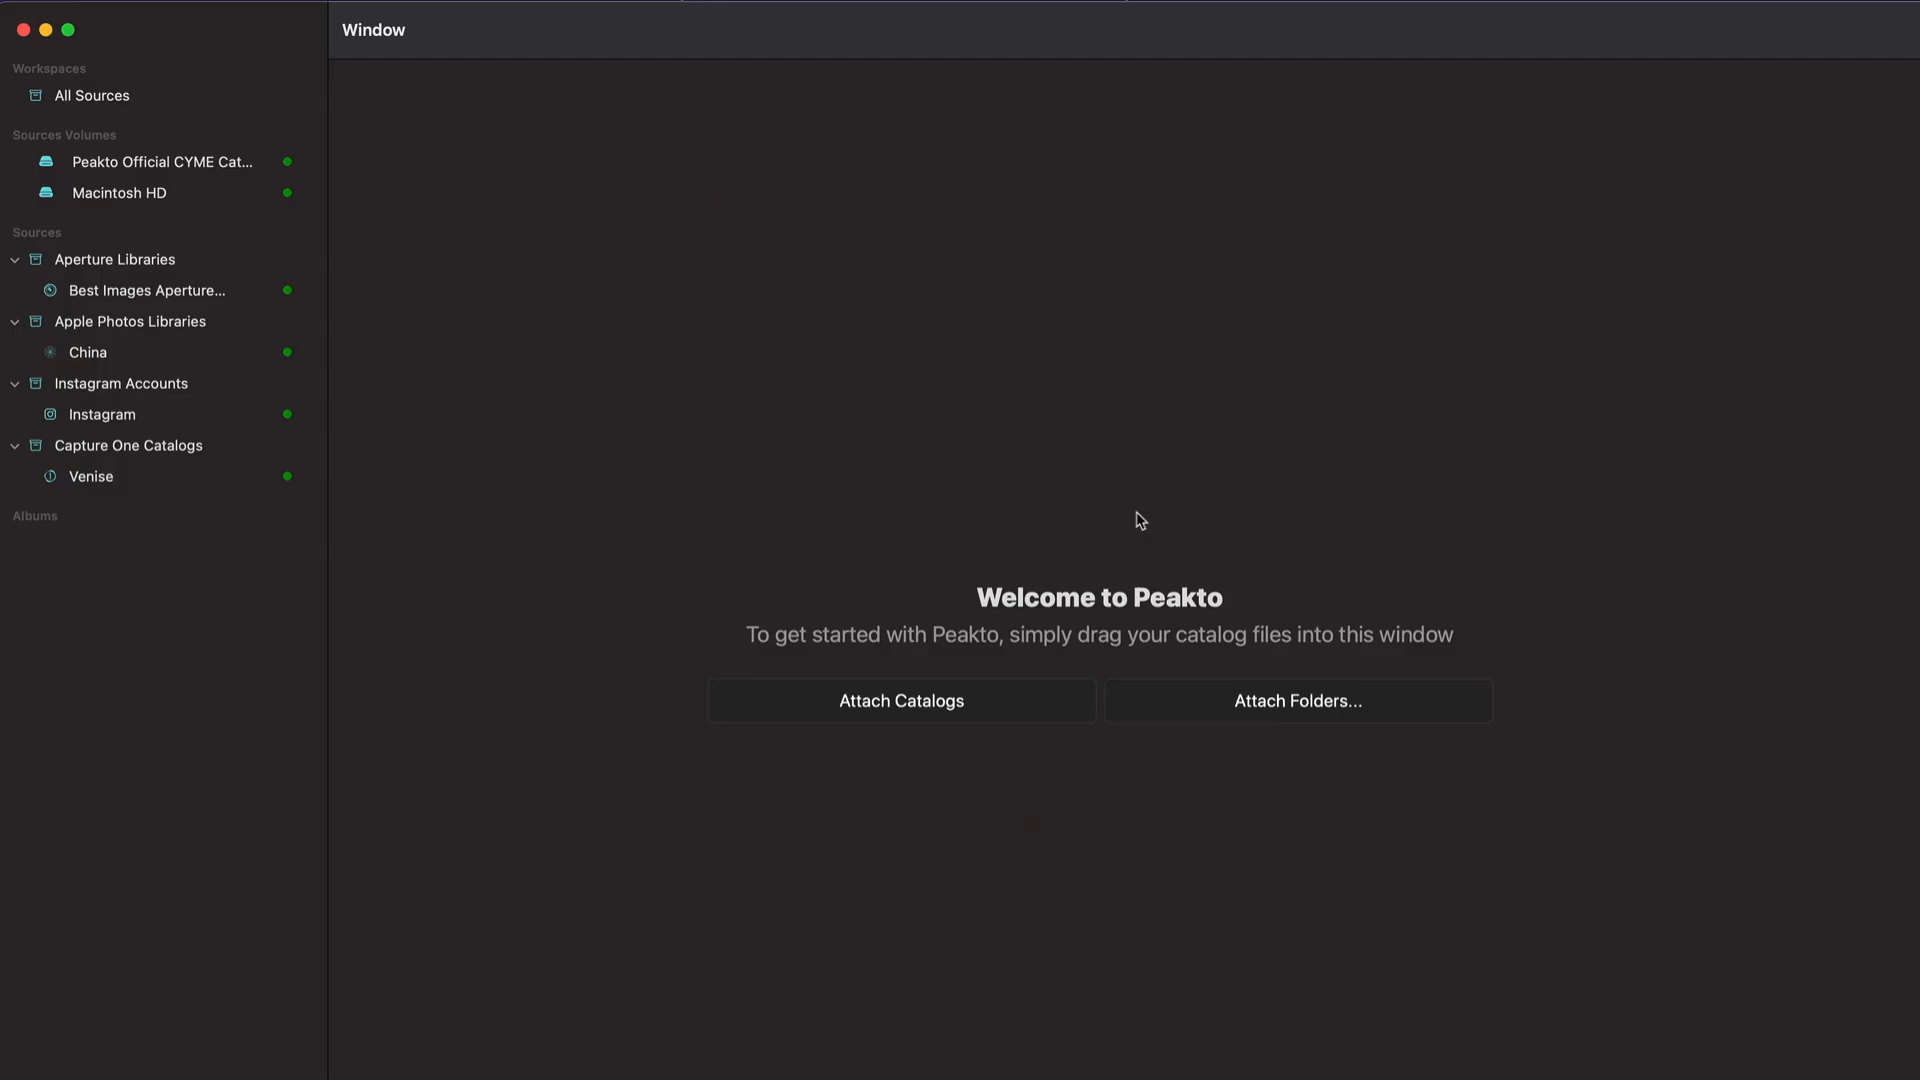 Window
Workspaces
All Sources
Sources Volumes
Peakto Official CYME Cat...
Macintosh HD
Sources
Aperture Libraries
Best Images Aperture...
Apple Photos Libraries
China
Instagram Accounts
Instagram
Capture One Catalogs
Venise
Albums
Welcome to Peakto
To get started with Peakto, simply drag your catalog files into this window
Attach Catalogs
Attach Folders...